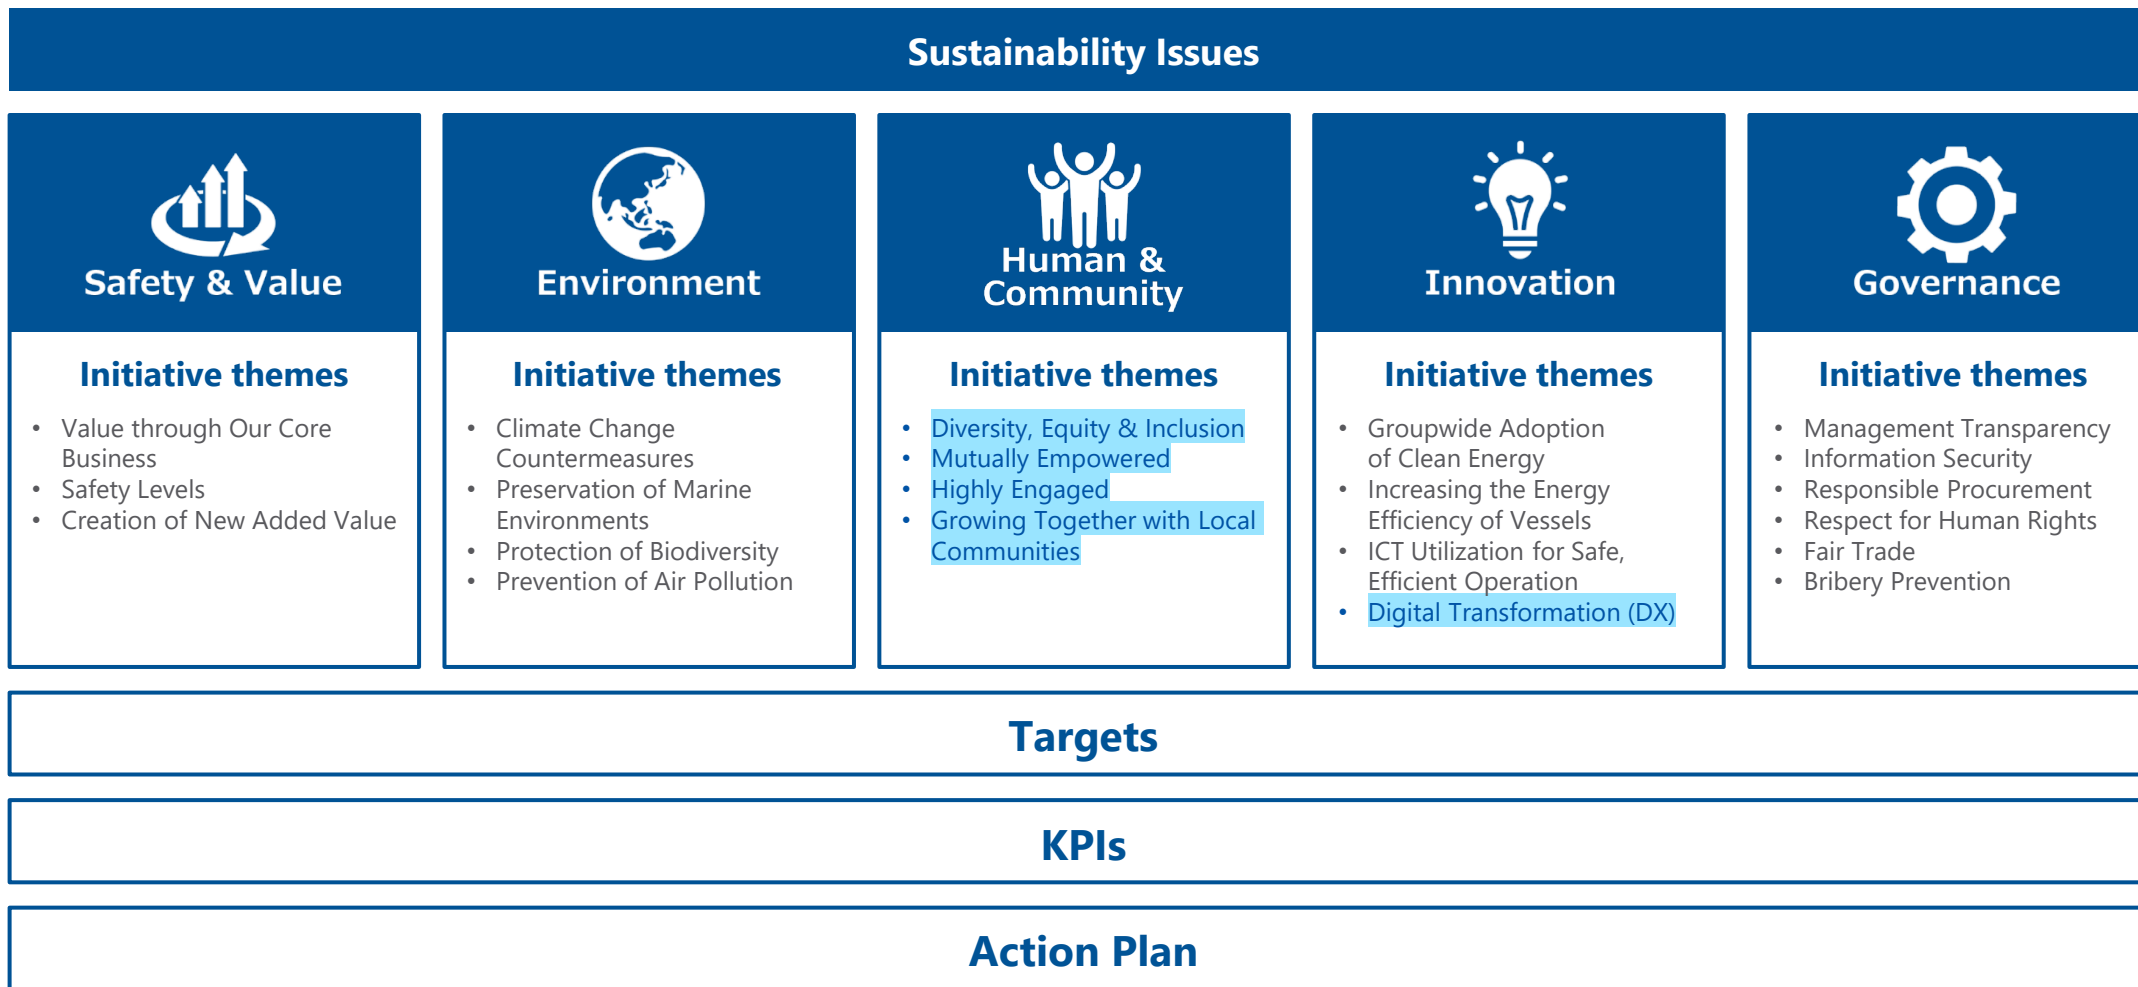 Sustainability Issues
Safety & Value
Initiative themes
• Value through Our Core
Business
• Safety Levels
• Creation of New Added Value
Environment
Initiative themes
• Climate Change
Countermeasures
• Preservation of Marine
Environments
• Protection of Biodiversity
• Prevention of Air Pollution
Human &
Community
Initiative themes
• Diversity, Equity & Inclusion
• Mutually Empowered
• Highly Engaged
• Growing Together with Local
Communities
Innovation
Initiative themes
• Groupwide Adoption
of Clean Energy
• Increasing the Energy
Efficiency of Vessels
• ICT Utilization for Safe,
Efficient Operation
• Digital Transformation (DX)
Governance
Initiative themes
• Management Transparency
• Information Security
• Responsible Procurement
• Respect for Human Rights
• Fair Trade
• Bribery Prevention
Targets
KPIs
Action Plan